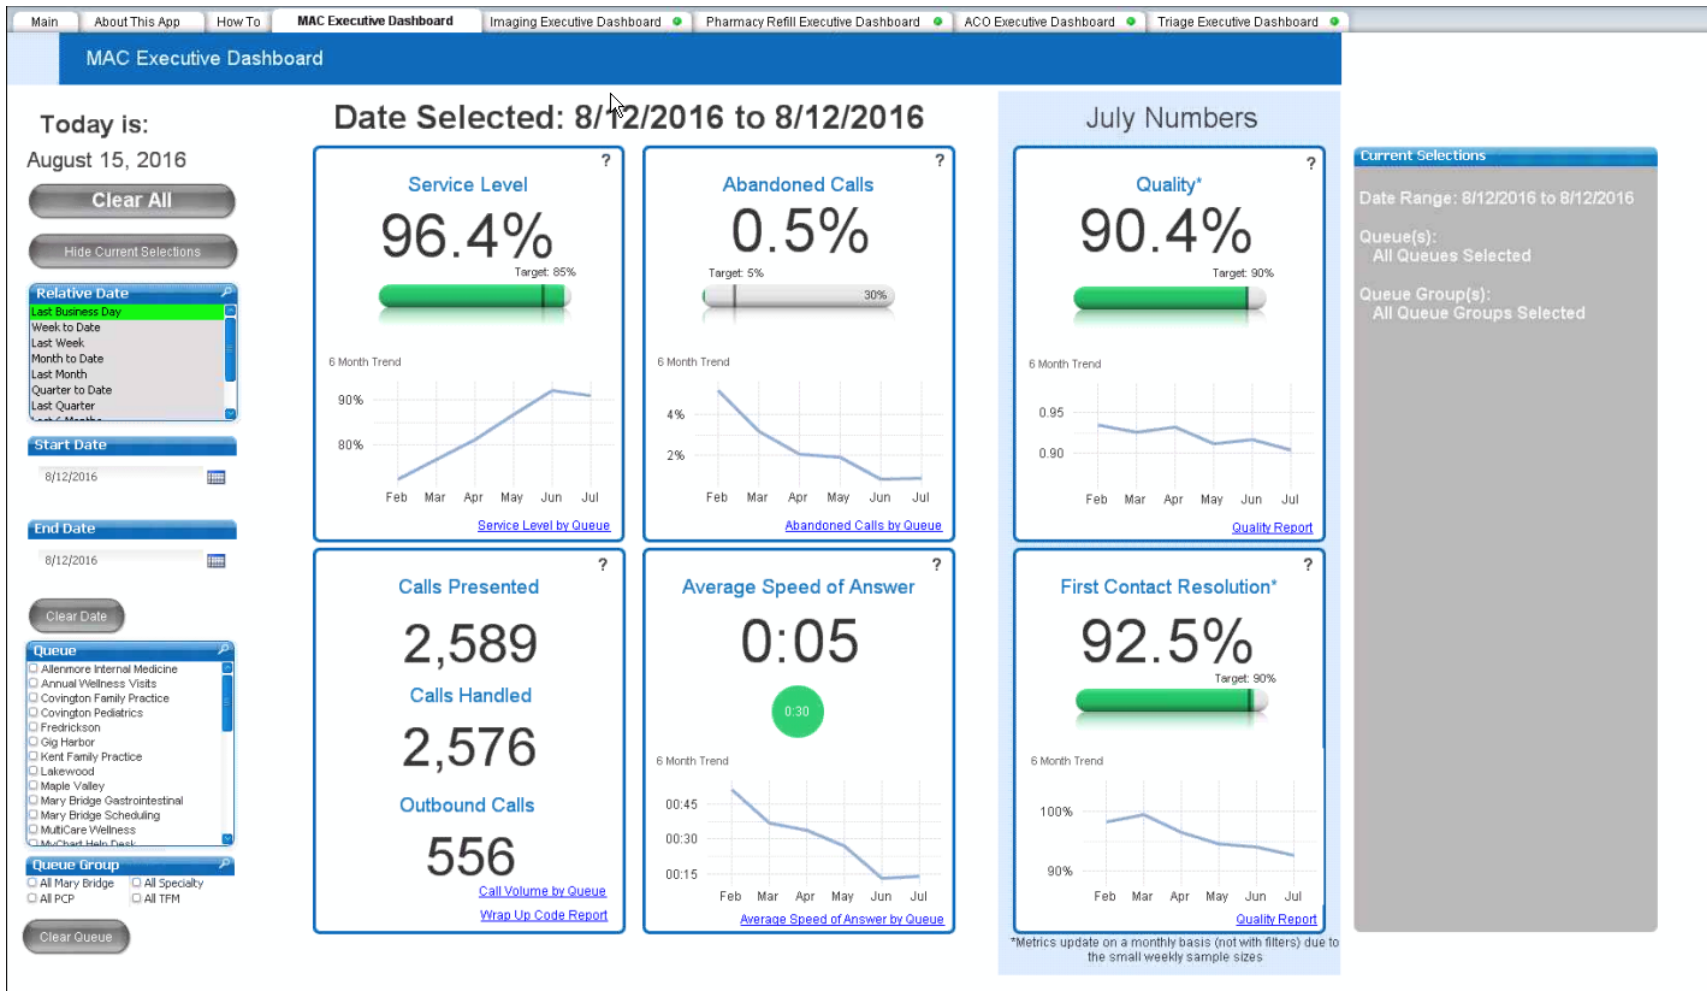 Main About This App How To MAC Executive Dashboard Imaging Executive Dashboard Pharmacy Refill Executive Dashboard ACO Executive Dashboard Triage Executive Dashboard
MAC Executive Dashboard
Today is:
August 15, 2016
Clear All
Hide Current Selections
Relative Date
Last Business Day
Week to Date
Last Week
Month to Date
Last Month
Quarter to Date
Last Quarter
Last 6 Months
Start Date
8/12/2016
End Date
8/12/2016
Clear Date
Queue
Allenmore Internal Medicine
Annual Wellness Visits
Covington Family Practice
Covington Pediatrics
Fredrickson
Gig Harbor
Kent Family Practice
Lakewood
Maple Valley
Mary Bridge Gastrointestinal
Mary Bridge Scheduling
MultiCare Wellness
MyChart Help Desk
Queue Group
All Mary Bridge All Specialty
All PCP All TFM
Clear Queue
Date Selected: 8/12/2016 to 8/12/2016
?
Service Level
96.4%
Target: 85%
6 Month Trend
90%
80%
Feb Mar Apr May Jun Jul
Service Level by Queue
?
Abandoned Calls
0.5%
Target: 5%
30%
6 Month Trend
4%
2%
Feb Mar Apr May Jun Jul
Abandoned Calls by Queue
?
Calls Presented
2,589
Calls Handled
2,576
Outbound Calls
556
Call Volume by Queue
Wrap Up Code Report
?
Average Speed of Answer
0:05
0:30
6 Month Trend
00:45
00:30
00:15
Feb Mar Apr May Jun Jul
Average Speed of Answer by Queue
July Numbers
?
Quality*
90.4%
Target: 90%
6 Month Trend
0.95
0.90
Feb Mar Apr May Jun Jul
Quality Report
?
First Contact Resolution*
92.5%
Target: 90%
6 Month Trend
100%
90%
Feb Mar Apr May Jun Jul
Quality Report
*Metrics update on a monthly basis (not with filters) due to
the small weekly sample sizes
Current Selections
Date Range: 8/12/2016 to 8/12/2016
Queue(s):
All Queues Selected
Queue Group(s):
All Queue Groups Selected